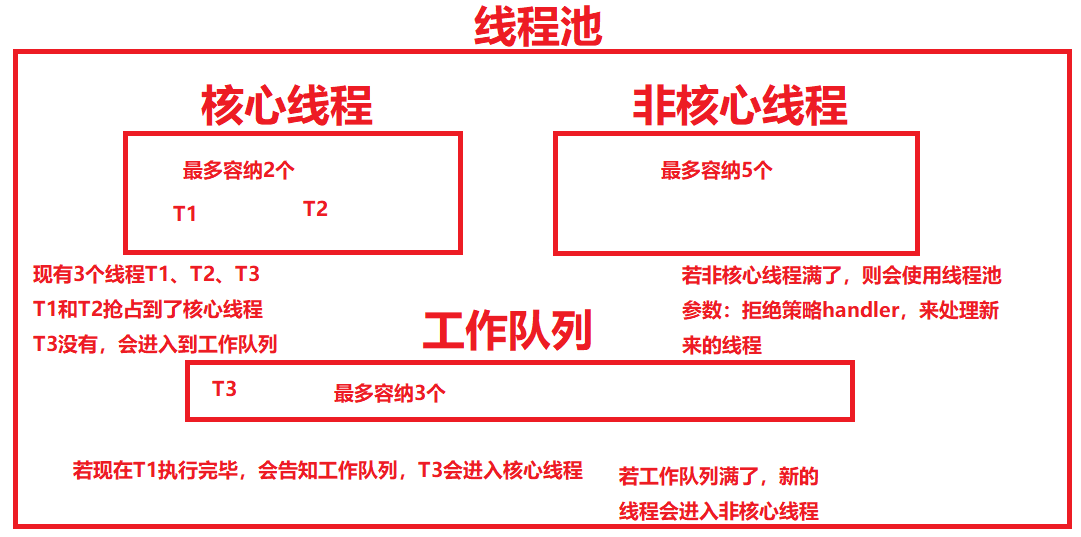 线程池
核心线程
非核心线程
最多容纳2个
最多容纳5个
T1
T2
现有3个线程T1、T2、T3
T1和T2抢占到了核心线程
T3没有，会进入到工作队列
若非核心线程满了，则会使用线程池
参数：拒绝策略handler，来处理新
来的线程
工作队列
T3
最多容纳3个
若现在T1执行完毕，会告知工作队列，T3会进入核心线程
若工作队列满了，新的
线程会进入非核心线程